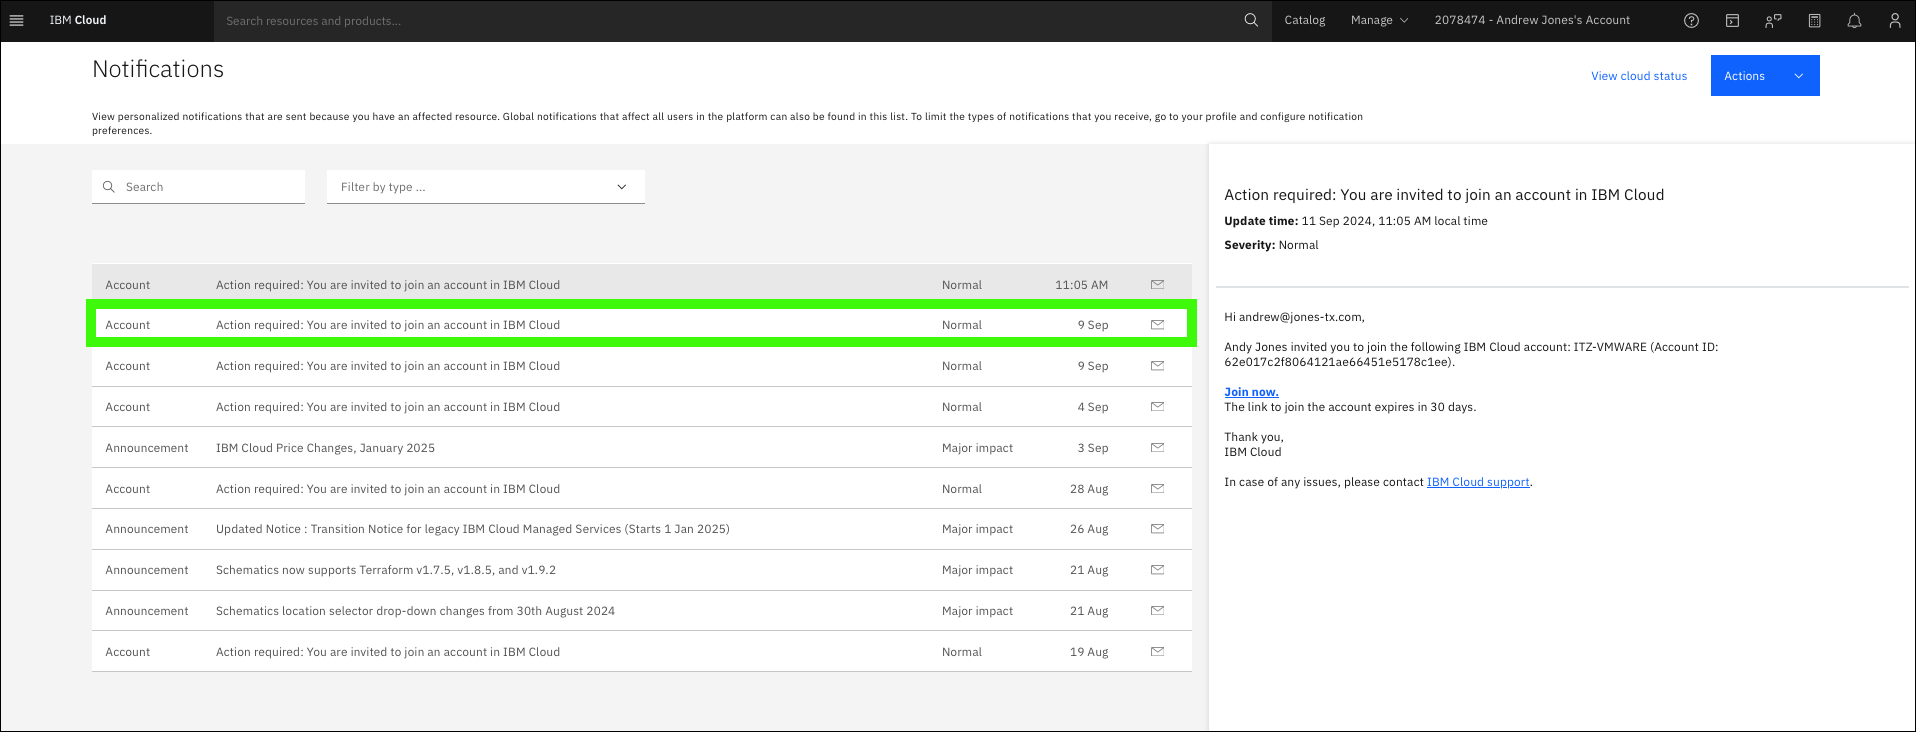 IBM Cloud
Search resources and products...
Catalog
Manage
2078474 - Andrew Jones's Account
Notifications
View cloud status
Actions
View personalized notifications that are sent because you have an affected resource. Global notifications that affect all users in the platform can also be found in this list. To limit the types of notifications that you receive, go to your profile and configure notification
preferences.
Search
Filter by type ...
Account Action required: You are invited to join an account in IBM Cloud Normal 11:05 AM
Account Action required: You are invited to join an account in IBM Cloud Normal 9 Sep
Account Action required: You are invited to join an account in IBM Cloud Normal 9 Sep
Account Action required: You are invited to join an account in IBM Cloud Normal 4 Sep
Announcement IBM Cloud Price Changes, January 2025 Major impact 3 Sep
Account Action required: You are invited to join an account in IBM Cloud Normal 28 Aug
Announcement Updated Notice : Transition Notice for legacy IBM Cloud Managed Services (Starts 1 Jan 2025) Major impact 26 Aug
Announcement Schematics now supports Terraform v1.7.5, v1.8.5, and v1.9.2 Major impact 21 Aug
Announcement Schematics location selector drop-down changes from 30th August 2024 Major impact 21 Aug
Account Action required: You are invited to join an account in IBM Cloud Normal 19 Aug
Action required: You are invited to join an account in IBM Cloud
Update time: 11 Sep 2024, 11:05 AM local time
Severity: Normal
Hi andrew@jones-tx.com,
Andy Jones invited you to join the following IBM Cloud account: ITZ-VMWARE (Account ID:
62e017c2f8064121ae66451e5178c1ee).
Join now.
The link to join the account expires in 30 days.
Thank you,
IBM Cloud
In case of any issues, please contact IBM Cloud support.